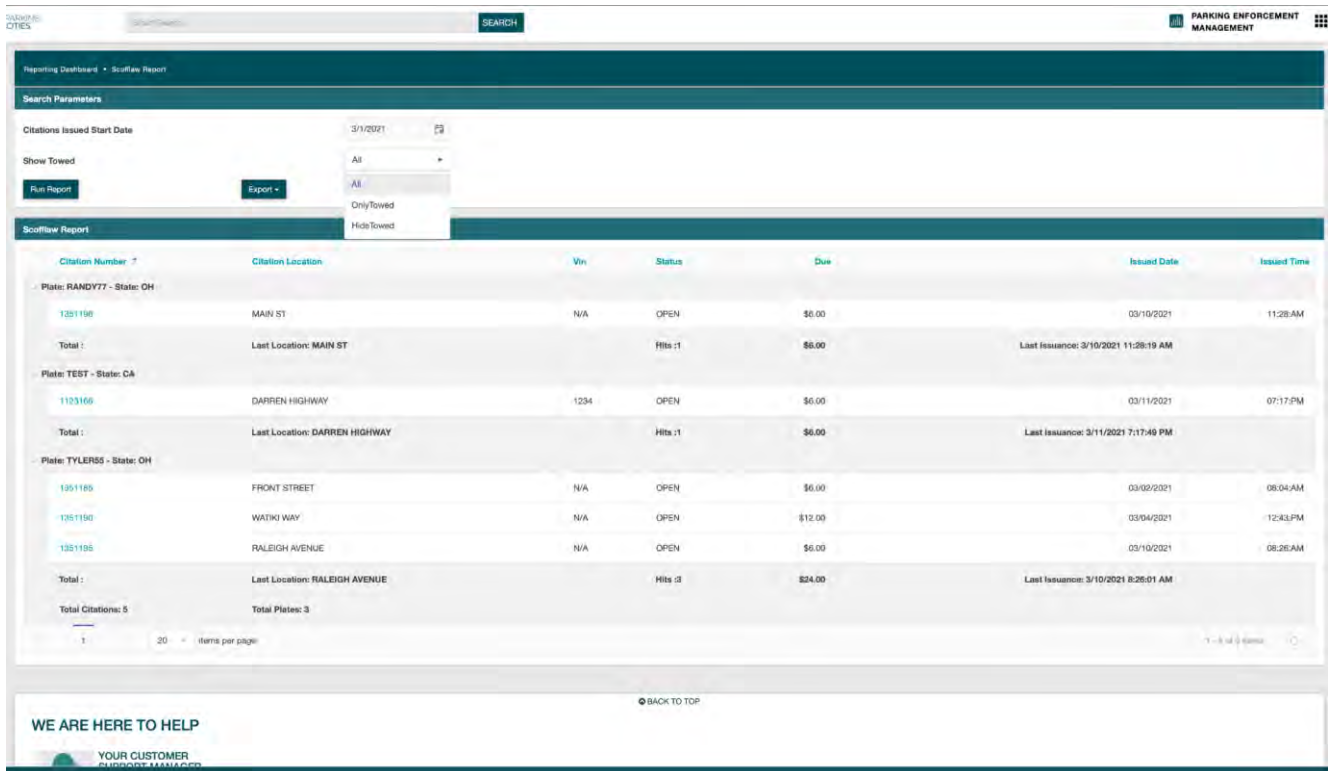 PARKING
CITIES
SEARCH
PARKING ENFORCEMENT
MANAGEMENT
Reporting Dashboard • Scofflaw Report
Search Parameters
Citations Issued Start Date 3/1/2021
Show Towed All
Run Report Export All
OnlyTowed
HideTowed
Scofflaw Report
Citation Number Citation Location Vin Status Due Issued Date Issued Time
Plate: RANDY77 - State: OH
1351198 MAIN ST N/A OPEN $6.00 03/10/2021 11:28:AM
Total : Last Location: MAIN ST Hits :1 $6.00 Last Issuance: 3/10/2021 11:28:19 AM
Plate: TEST - State: CA
1123166 DARREN HIGHWAY 1234 OPEN $6.00 03/11/2021 07:17:PM
Total : Last Location: DARREN HIGHWAY Hits :1 $6.00 Last Issuance: 3/11/2021 7:17:49 PM
Plate: TYLER55 - State: OH
1351185 FRONT STREET N/A OPEN $6.00 03/02/2021 08:04:AM
1351190 WATIKI WAY N/A OPEN $12.00 03/04/2021 12:43:PM
1351195 RALEIGH AVENUE N/A OPEN $6.00 03/10/2021 08:26:AM
Total : Last Location: RALEIGH AVENUE Hits :3 $24.00 Last Issuance: 3/10/2021 8:26:01 AM
Total Citations: 5 Total Plates: 3
1 20 items per page
BACK TO TOP
WE ARE HERE TO HELP
YOUR CUSTOMER
SUPPORT MANAGER